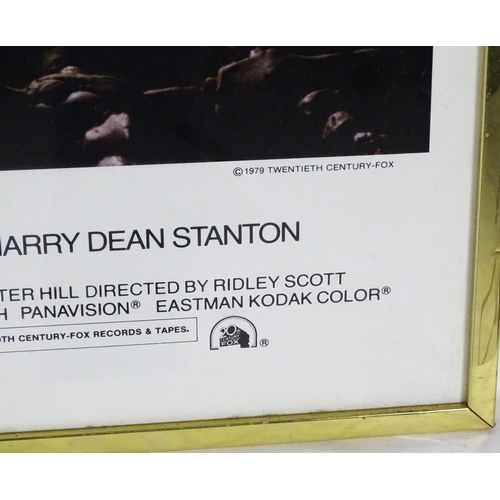 ©1979 TWENTIETH CENTURY-FOX
HARRY DEAN STANTON
TER HILL DIRECTED BY RIDLEY SCOTT
H PANAVISION® EASTMAN KODAK COLOR®
0TH CENTURY-FOX RECORDS & TAPES.
20
FOX ®